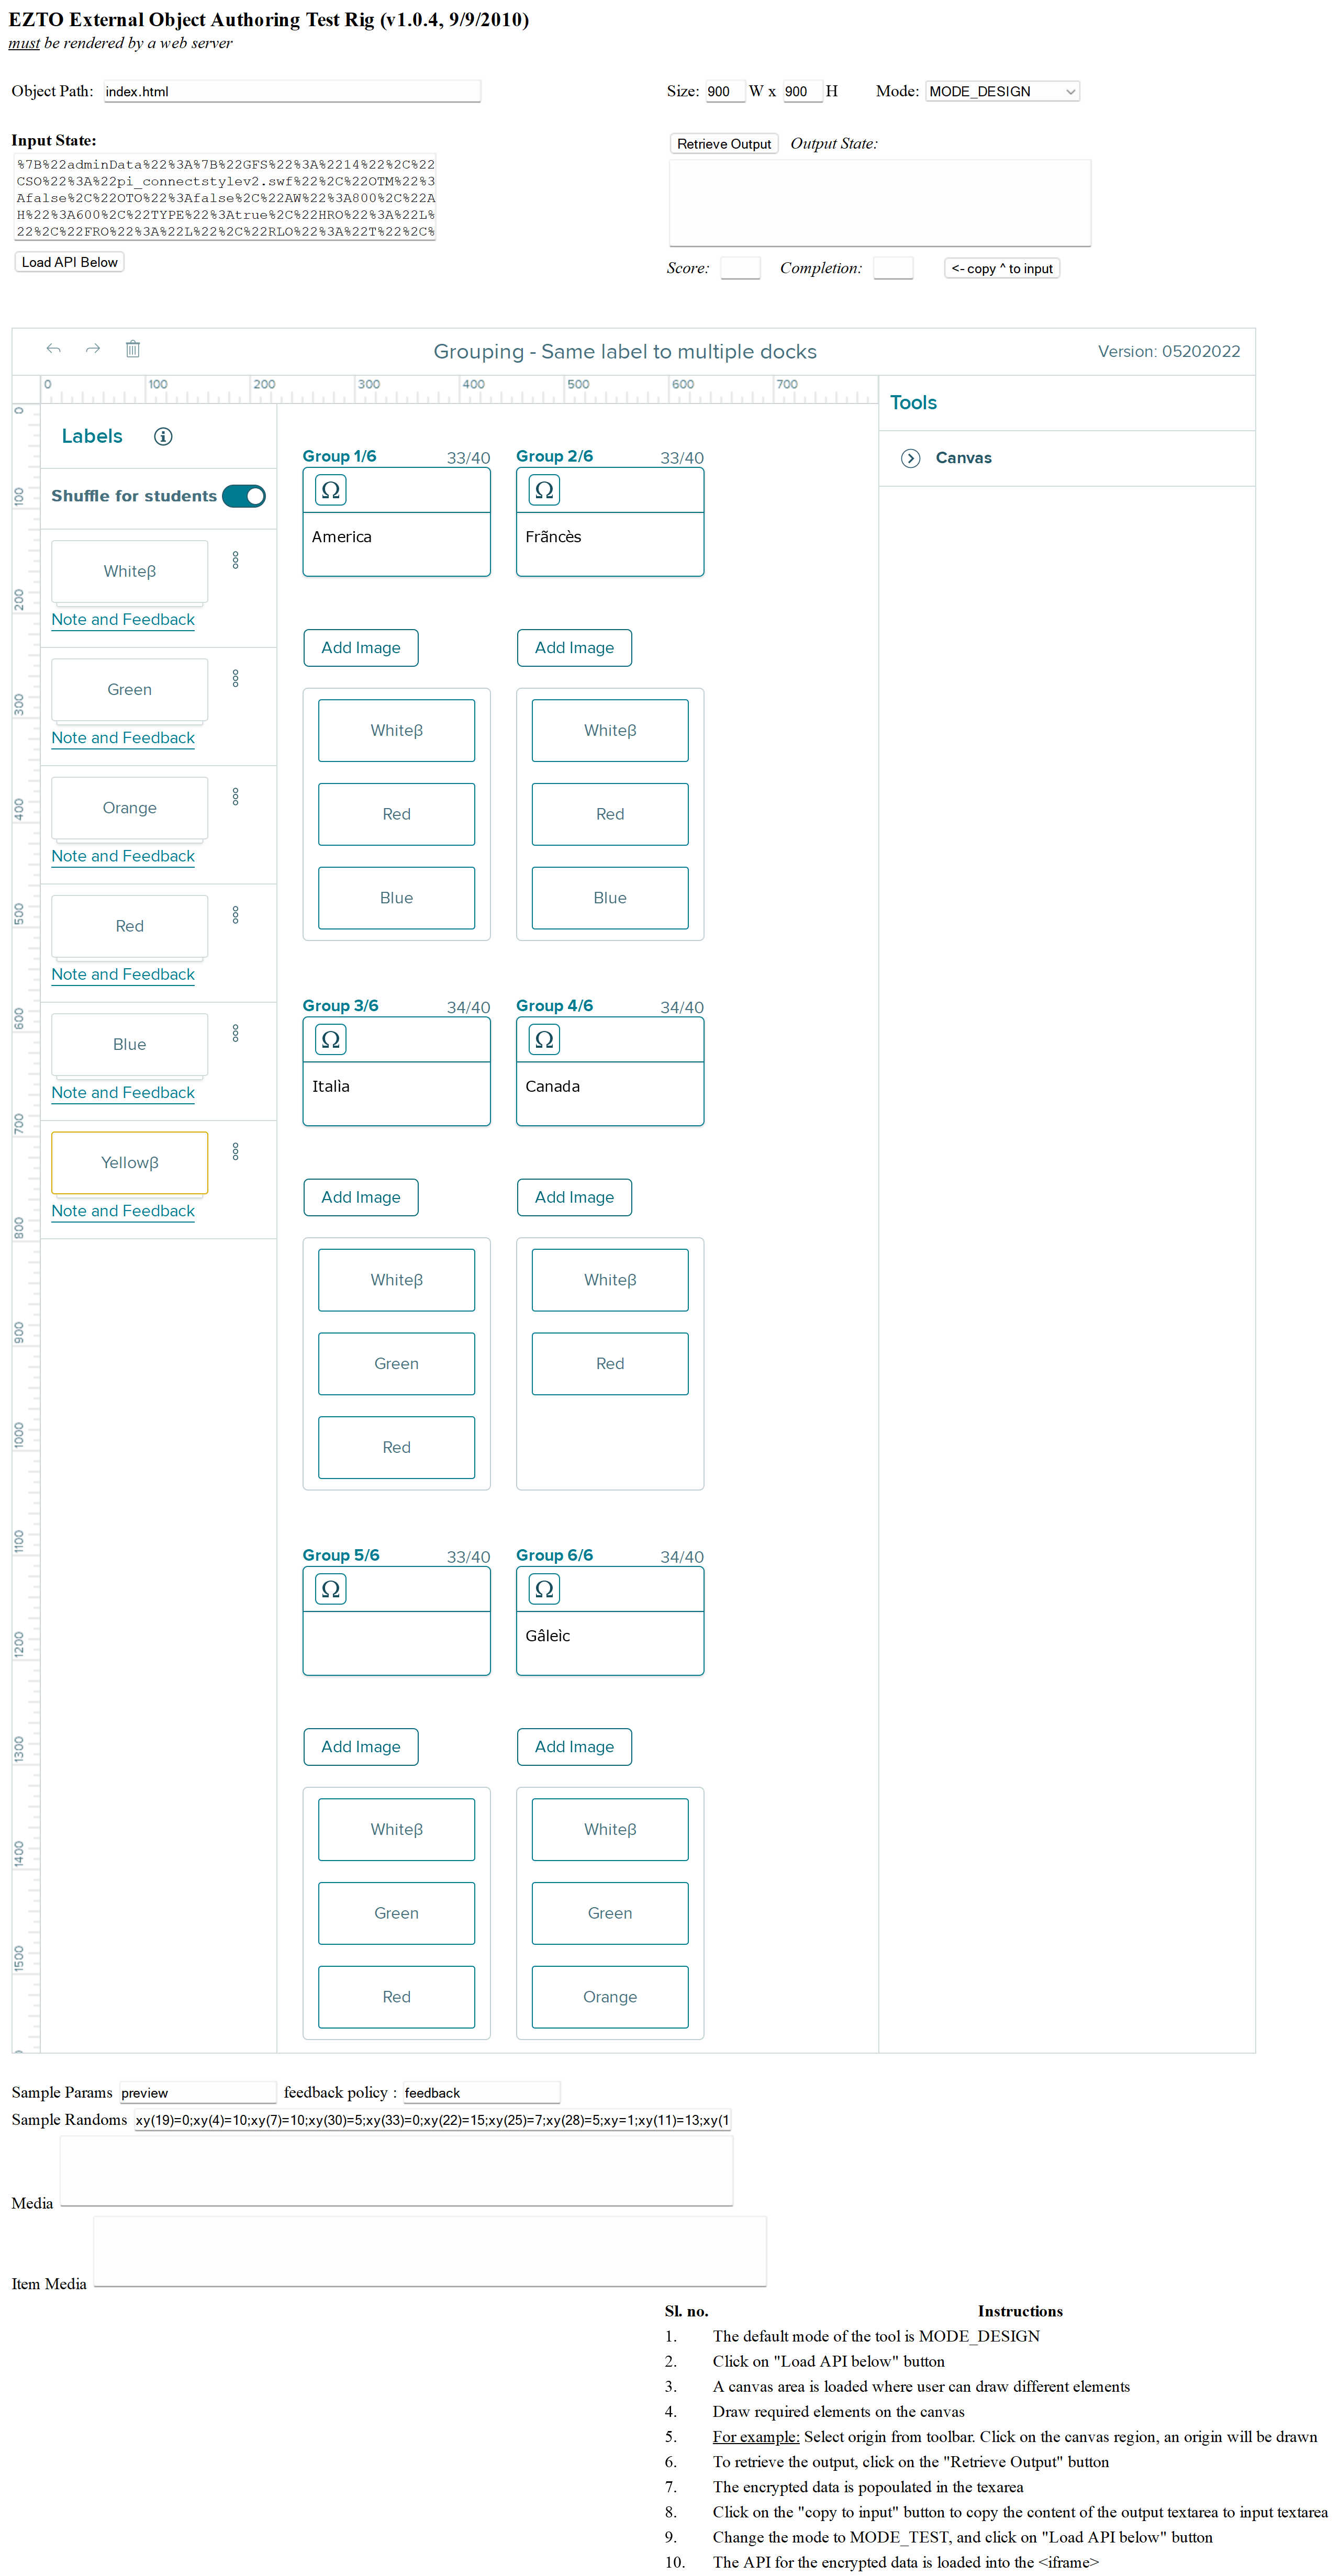 EZTO External Object Authoring Test Rig (v1.0.4, 9/9/2010)
must be rendered by a web server
Object Path: index.html
Size: 900 W x 900 H Mode: MODE_DESIGN
Input State:
%7B%22adminData%22%3A%7B%22GFS%22%3A%2214%22%2C%22
CSO%22%3A%22pi_connectstylev2.swf%22%2C%22OTM%22%3
Afalse%2C%22OTO%22%3Afalse%2C%22AW%22%3A800%2C%22A
H%22%3A600%2C%22TYPE%22%3Atrue%2C%22HRO%22%3A%22L%
22%2C%22FRO%22%3A%22L%22%2C%22RLO%22%3A%22T%22%2C%
Load API Below
Retrieve Output Output State:
Score: Completion: <- copy ^ to input
Grouping - Same label to multiple docks
Version: 05202022
0 100 200 300 400 500 600 700
0
100
200
300
400
500
600
700
800
900
1000
1100
1200
1300
1400
1500
Labels
Shuffle for students
Whiteβ
Note and Feedback
Green
Note and Feedback
Orange
Note and Feedback
Red
Note and Feedback
Blue
Note and Feedback
Yellowβ
Note and Feedback
Group 1/6 33/40
Ω
America
Add Image
Whiteβ
Red
Blue
Group 2/6 33/40
Ω
Frãncès
Add Image
Whiteβ
Red
Blue
Group 3/6 34/40
Ω
Italìa
Add Image
Whiteβ
Green
Red
Group 4/6 34/40
Ω
Canada
Add Image
Whiteβ
Red
Group 5/6 33/40
Ω
Add Image
Whiteβ
Green
Red
Group 6/6 34/40
Ω
Gâleìc
Add Image
Whiteβ
Green
Orange
Tools
Canvas
Sample Params preview feedback policy : feedback
Sample Randoms xy(19)=0;xy(4)=10;xy(7)=10;xy(30)=5;xy(33)=0;xy(22)=15;xy(25)=7;xy(28)=5;xy=1;xy(11)=13;xy(1
Media
Item Media
Sl. no. Instructions
1. The default mode of the tool is MODE_DESIGN
2. Click on "Load API below" button
3. A canvas area is loaded where user can draw different elements
4. Draw required elements on the canvas
5. For example: Select origin from toolbar. Click on the canvas region, an origin will be drawn
6. To retrieve the output, click on the "Retrieve Output" button
7. The encrypted data is popoulated in the texarea
8. Click on the "copy to input" button to copy the content of the output textarea to input textarea
9. Change the mode to MODE_TEST, and click on "Load API below" button
10. The API for the encrypted data is loaded into the <iframe>